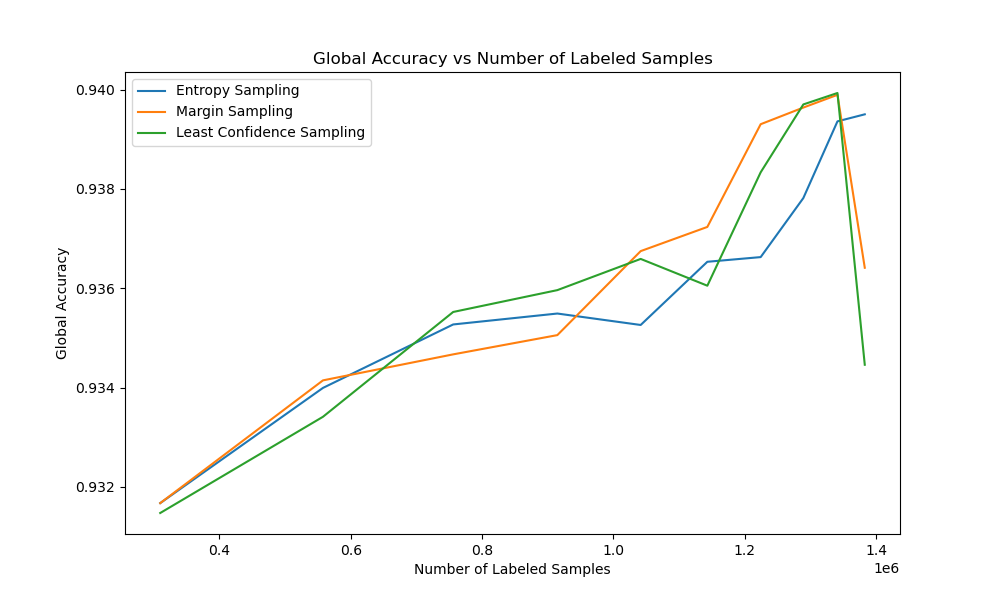 Global Accuracy vs Number of Labeled Samples
Entropy Sampling
Margin Sampling
Least Confidence Sampling
Global Accuracy
0.940
0.938
0.936
0.934
0.932
0.4 0.6 0.8 1.0 1.2 1.4
1e6
Number of Labeled Samples